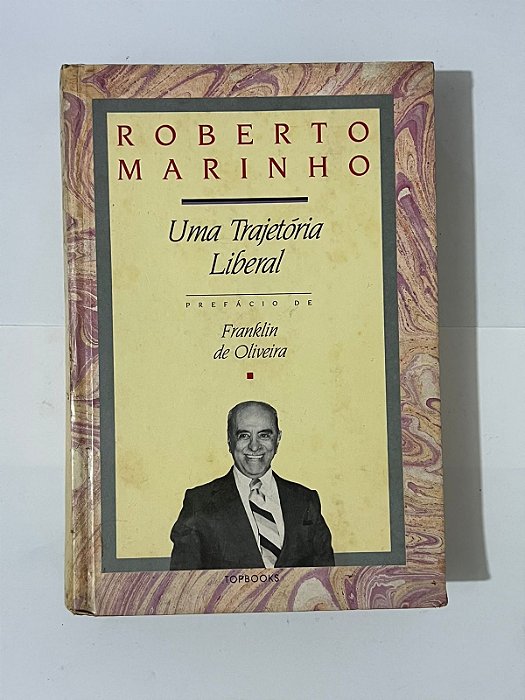 ROBERTO
MARINHO
Uma Trajetória
Liberal
PREFÁCIO DE
Franklin
de Oliveira
TOPBOOKS